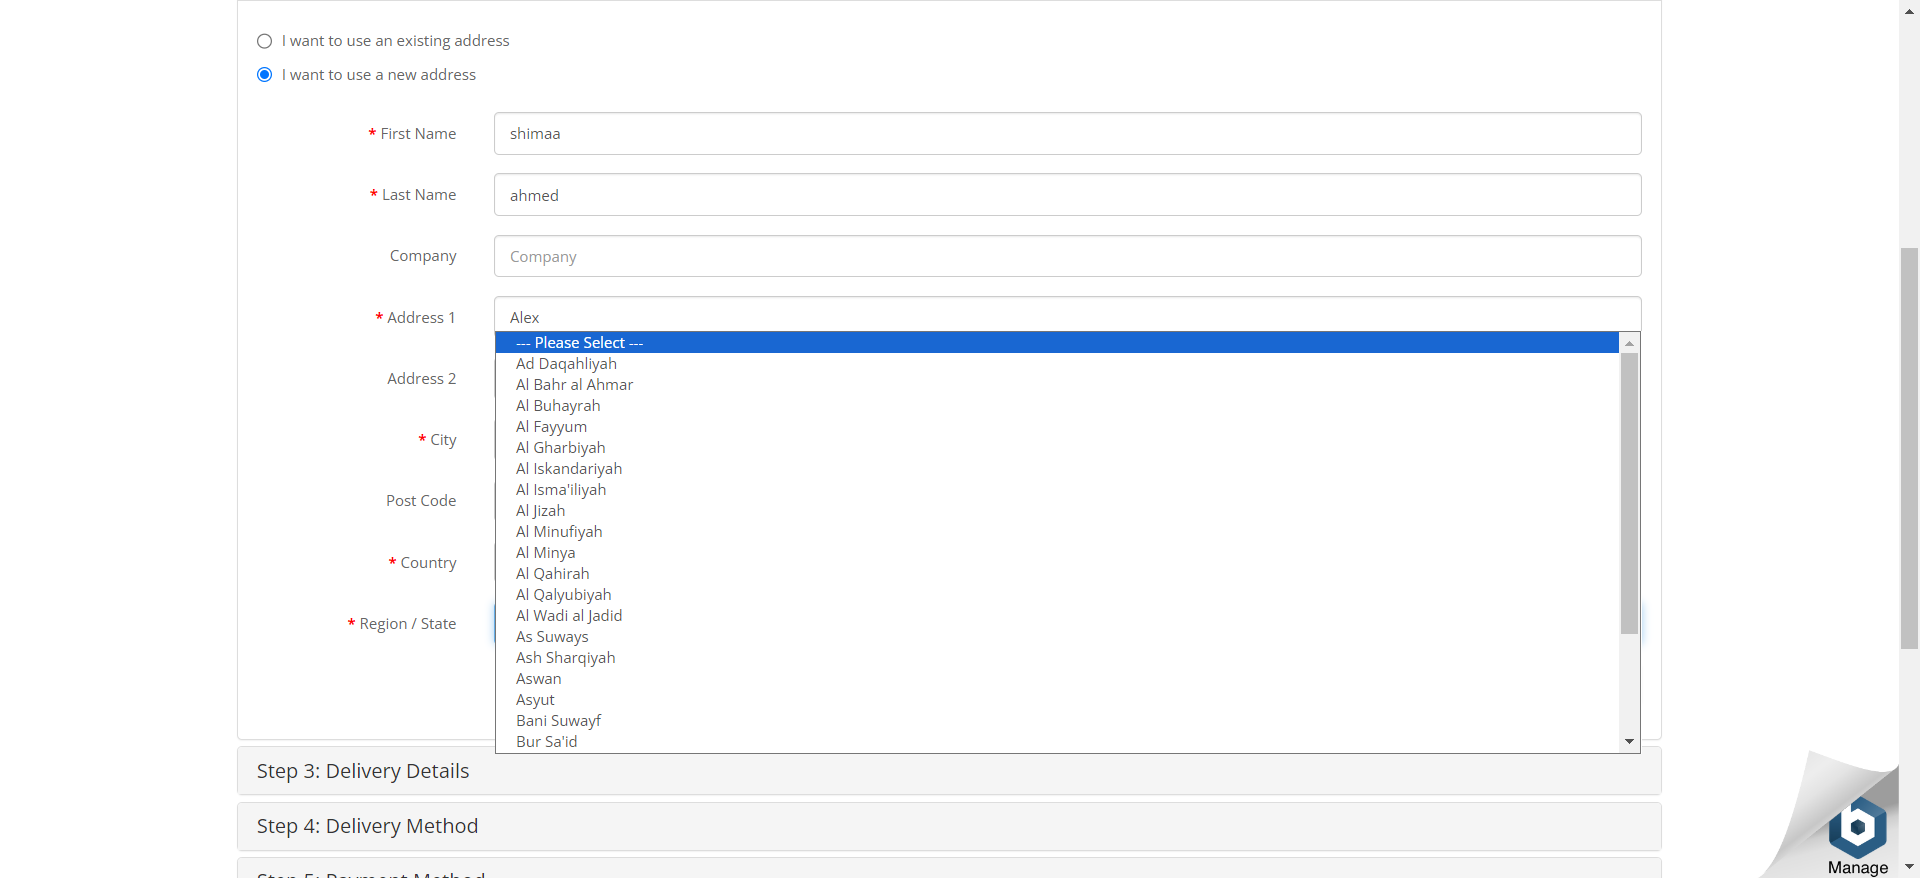 I want to use an existing address
I want to use a new address
* First Name
shimaa
* Last Name
ahmed
Company
Company
* Address 1
Alex
Address 2
* City
Post Code
* Country
* Region / State
--- Please Select ---
Ad Daqahliyah
Al Bahr al Ahmar
Al Buhayrah
Al Fayyum
Al Gharbiyah
Al Iskandariyah
Al Isma'iliyah
Al Jizah
Al Minufiyah
Al Minya
Al Qahirah
Al Qalyubiyah
Al Wadi al Jadid
As Suways
Ash Sharqiyah
Aswan
Asyut
Bani Suwayf
Bur Sa'id
Step 3: Delivery Details
Step 4: Delivery Method
Step 5: Payment Method
Manage